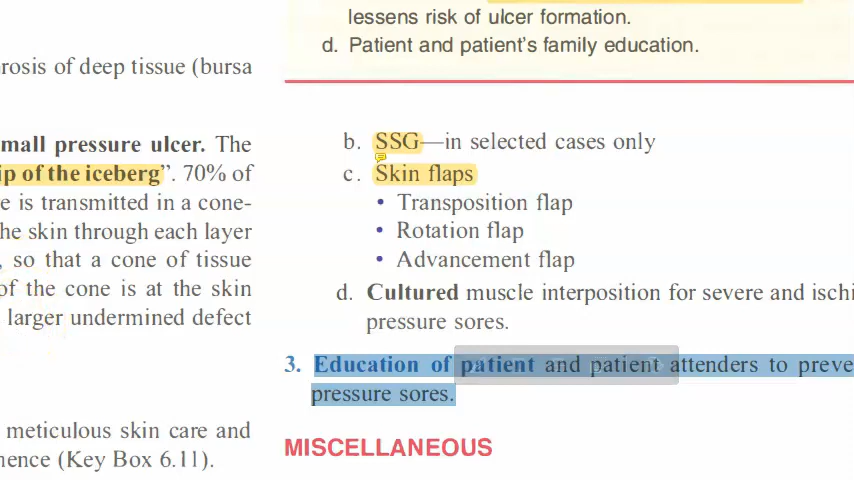 lessens risk of ulcer formation.
d. Patient and patient's family education.
rosis of deep tissue (bursa
mall pressure ulcer. The
ip of the iceberg”. 70% of
e is transmitted in a cone-
he skin through each layer
, so that a cone of tissue
of the cone is at the skin
larger undermined defect
meticulous skin care and
nence (Key Box 6.11).
b. SSG—in selected cases only
c. Skin flaps
• Transposition flap
• Rotation flap
• Advancement flap
d. Cultured muscle interposition for severe and ischi
pressure sores.
3. Education of patient and patient attenders to preve
pressure sores.
MISCELLANEOUS